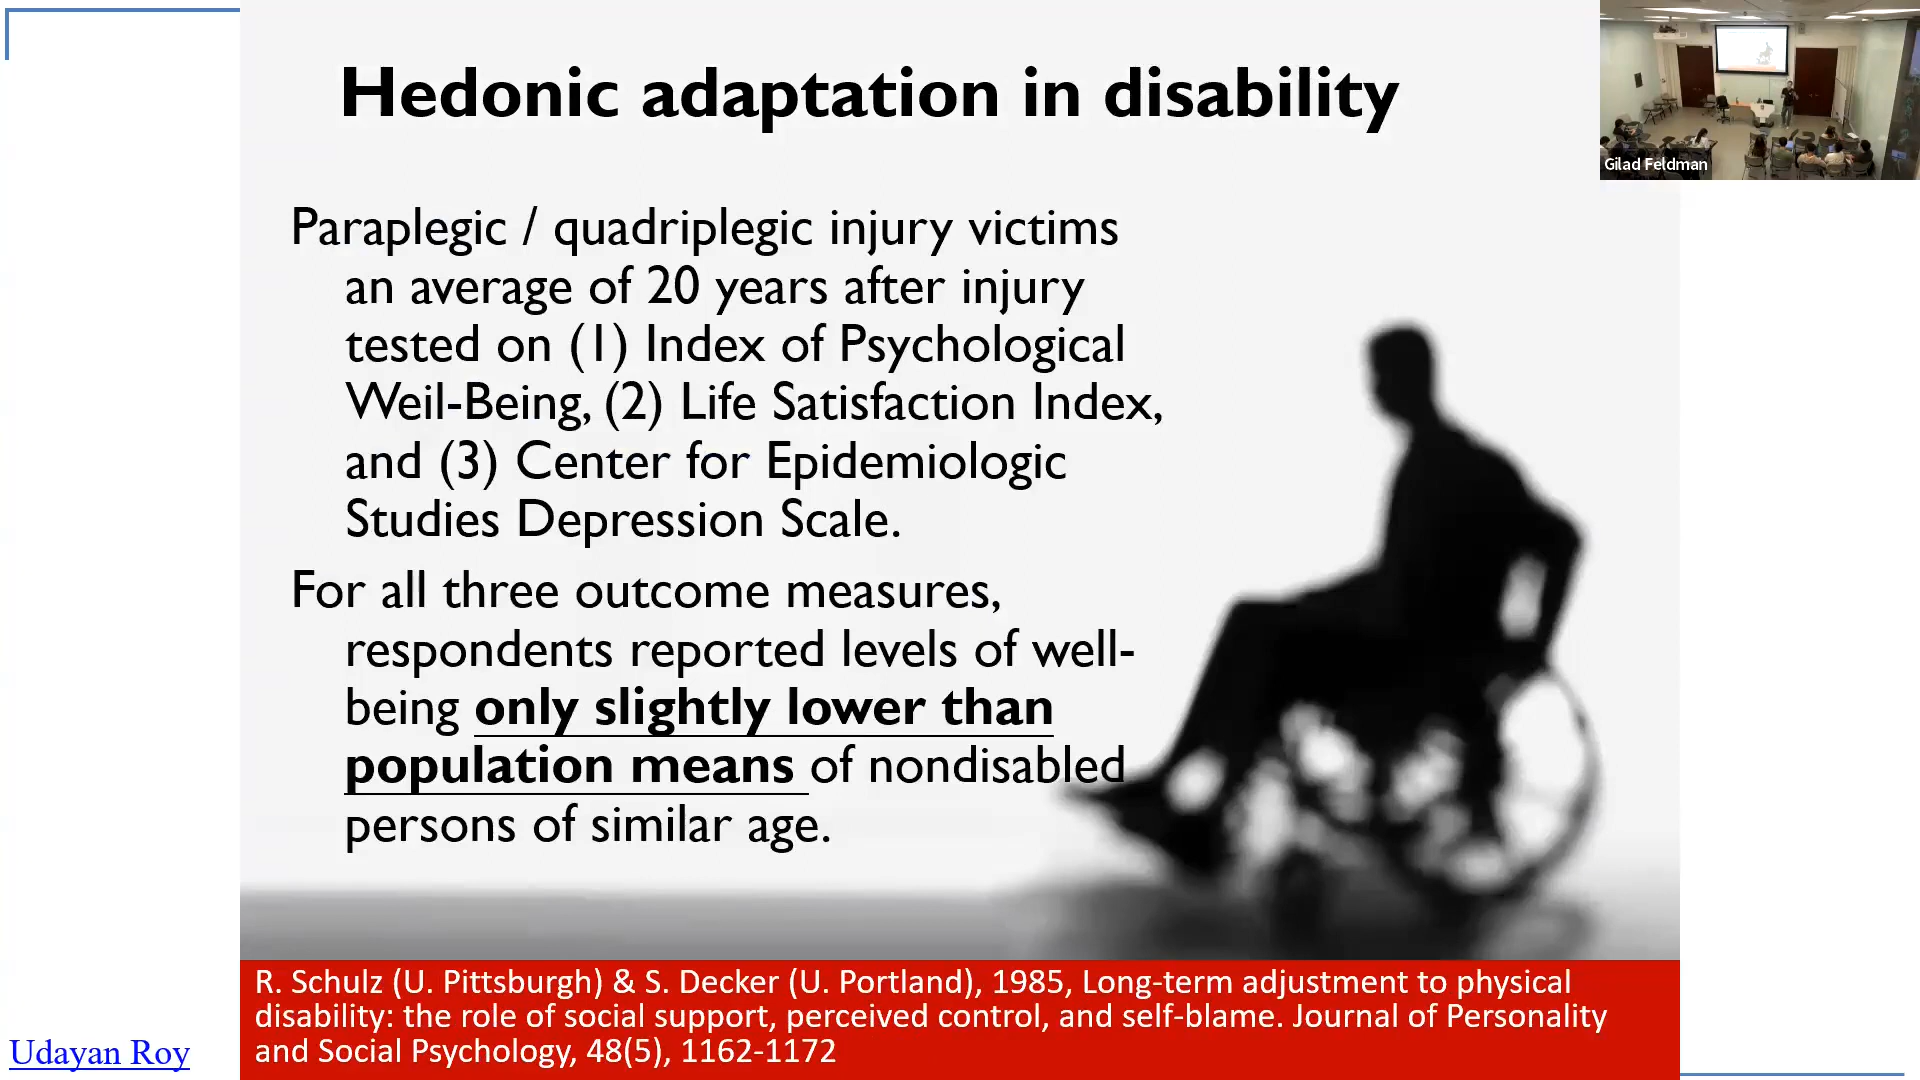 Hedonic adaptation in disability
Gilad Feldman
Paraplegic / quadriplegic injury victims
an average of 20 years after injury
tested on (1) Index of Psychological
Weil-Being, (2) Life Satisfaction Index,
and (3) Center for Epidemiologic
Studies Depression Scale.
For all three outcome measures,
respondents reported levels of well-
being only slightly lower than
population means of nondisabled
persons of similar age.
R. Schulz (U. Pittsburgh) & S. Decker (U. Portland), 1985, Long-term adjustment to physical
disability: the role of social support, perceived control, and self-blame. Journal of Personality
and Social Psychology, 48(5), 1162-1172
Udayan Roy